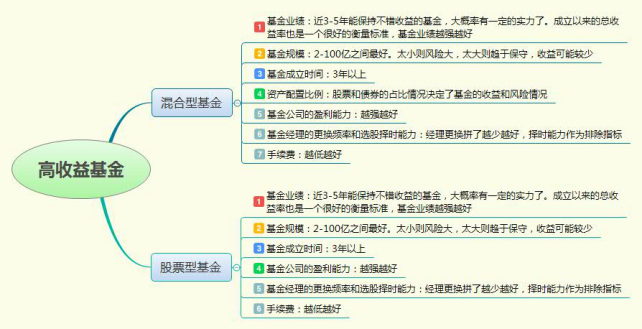 高收益基金
混合型基金
1 基金业绩：近3-5年能保持不错收益的基金，大概率有一定的实力了。成立以来的总收
益率也是一个很好的衡量标准，基金业绩越强越好
2 基金规模：2-100亿之间最好。太小则风险大，太大则趋于保守，收益可能较少
3 基金成立时间：3年以上
4 资产配置比例：股票和债券的占比情况决定了基金的收益和风险情况
5 基金公司的盈利能力：越强越好
6 基金经理的更换频率和选股择时能力：经理更换拼了越少越好，择时能力作为排除指标
7 手续费：越低越好
股票型基金
1 基金业绩：近3-5年能保持不错收益的基金，大概率有一定的实力了。成立以来的总收
益率也是一个很好的衡量标准，基金业绩越强越好
2 基金规模：2-100亿之间最好。太小则风险大，太大则趋于保守，收益可能较少
3 基金成立时间：3年以上
4 基金公司的盈利能力：越强越好
5 基金经理的更换频率和选股择时能力：经理更换拼了越少越好，择时能力作为排除指标
6 手续费：越低越好